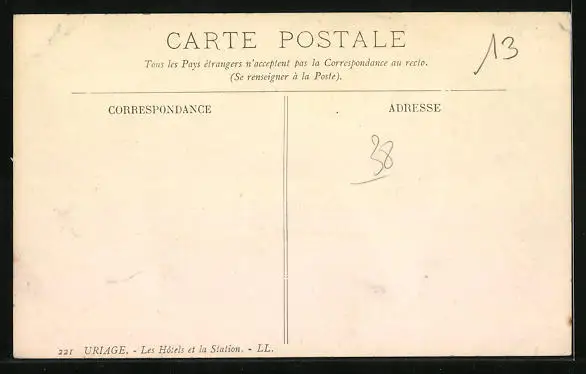 CARTE POSTALE
13
Tous les Pays étrangers n'acceptent pas la Correspondance au recto.
(Se renseigner à la Poste).
CORRESPONDANCE
ADRESSE
38
221 URIAGE. - Les Hôtels et la Station. - LL.